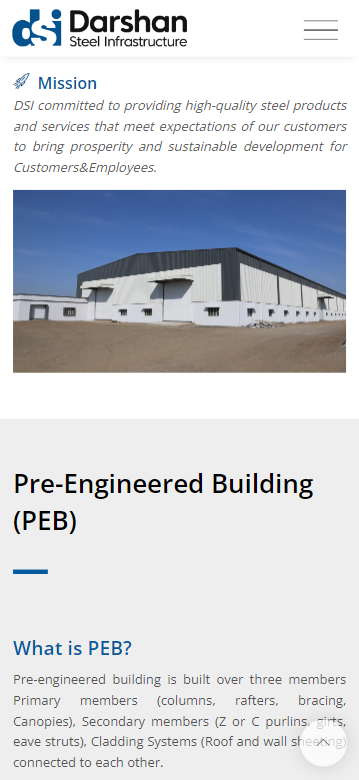 dsi Darshan
Steel Infrastructure
Mission
DSI committed to providing high-quality steel products
and services that meet expectations of our customers
to bring prosperity and sustainable development for
Customers&Employees.
Pre-Engineered Building
(PEB)
What is PEB?
Pre-engineered building is built over three members
Primary members (columns, rafters, bracing,
Canopies), Secondary members (Z or C purlins, girts,
eave struts), Cladding Systems (Roof and wall sheeting)
connected to each other.